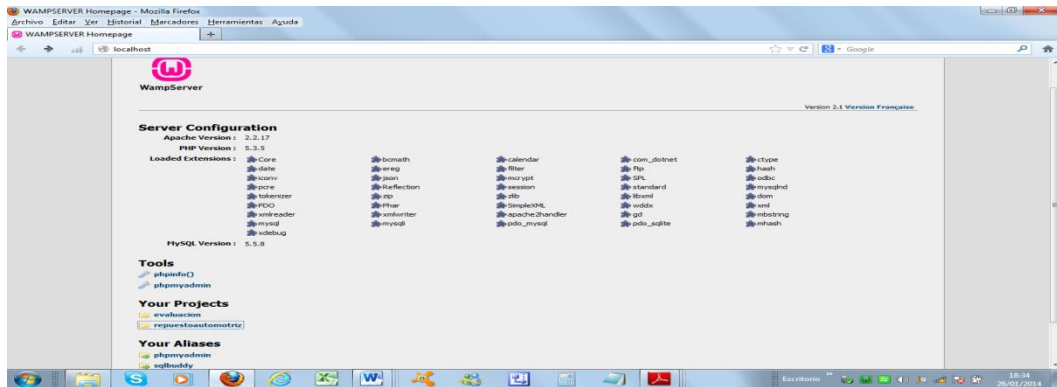 WAMPSERVER Homepage - Mozilla Firefox
Archivo Editar Ver Historial Marcadores Herramientas Ayuda
WAMPSERVER Homepage
localhost
Google
WampServer
Version 2.1 Version Française
Server Configuration
Apache Version : 2.2.17
PHP Version : 5.3.5
Loaded Extensions : Core bcmath calendar com_dotnet ctype
date ereg filter ftp hash
iconv json mcrypt SPL odbc
pcre Reflection session standard mysqlnd
tokenizer zip zlib libxml dom
PDO Phar SimpleXML wddx xml
xmlreader xmlwriter apache2handler gd mbstring
mysql mysqli pdo_mysql pdo_sqlite mhash
xdebug
MySQL Version : 5.5.8
Tools
phpinfo()
phpmyadmin
Your Projects
evaluacion
repuestoautomotriz
Your Aliases
phpmyadmin
sqlbuddy
Escritorio
18:34
26/01/2014